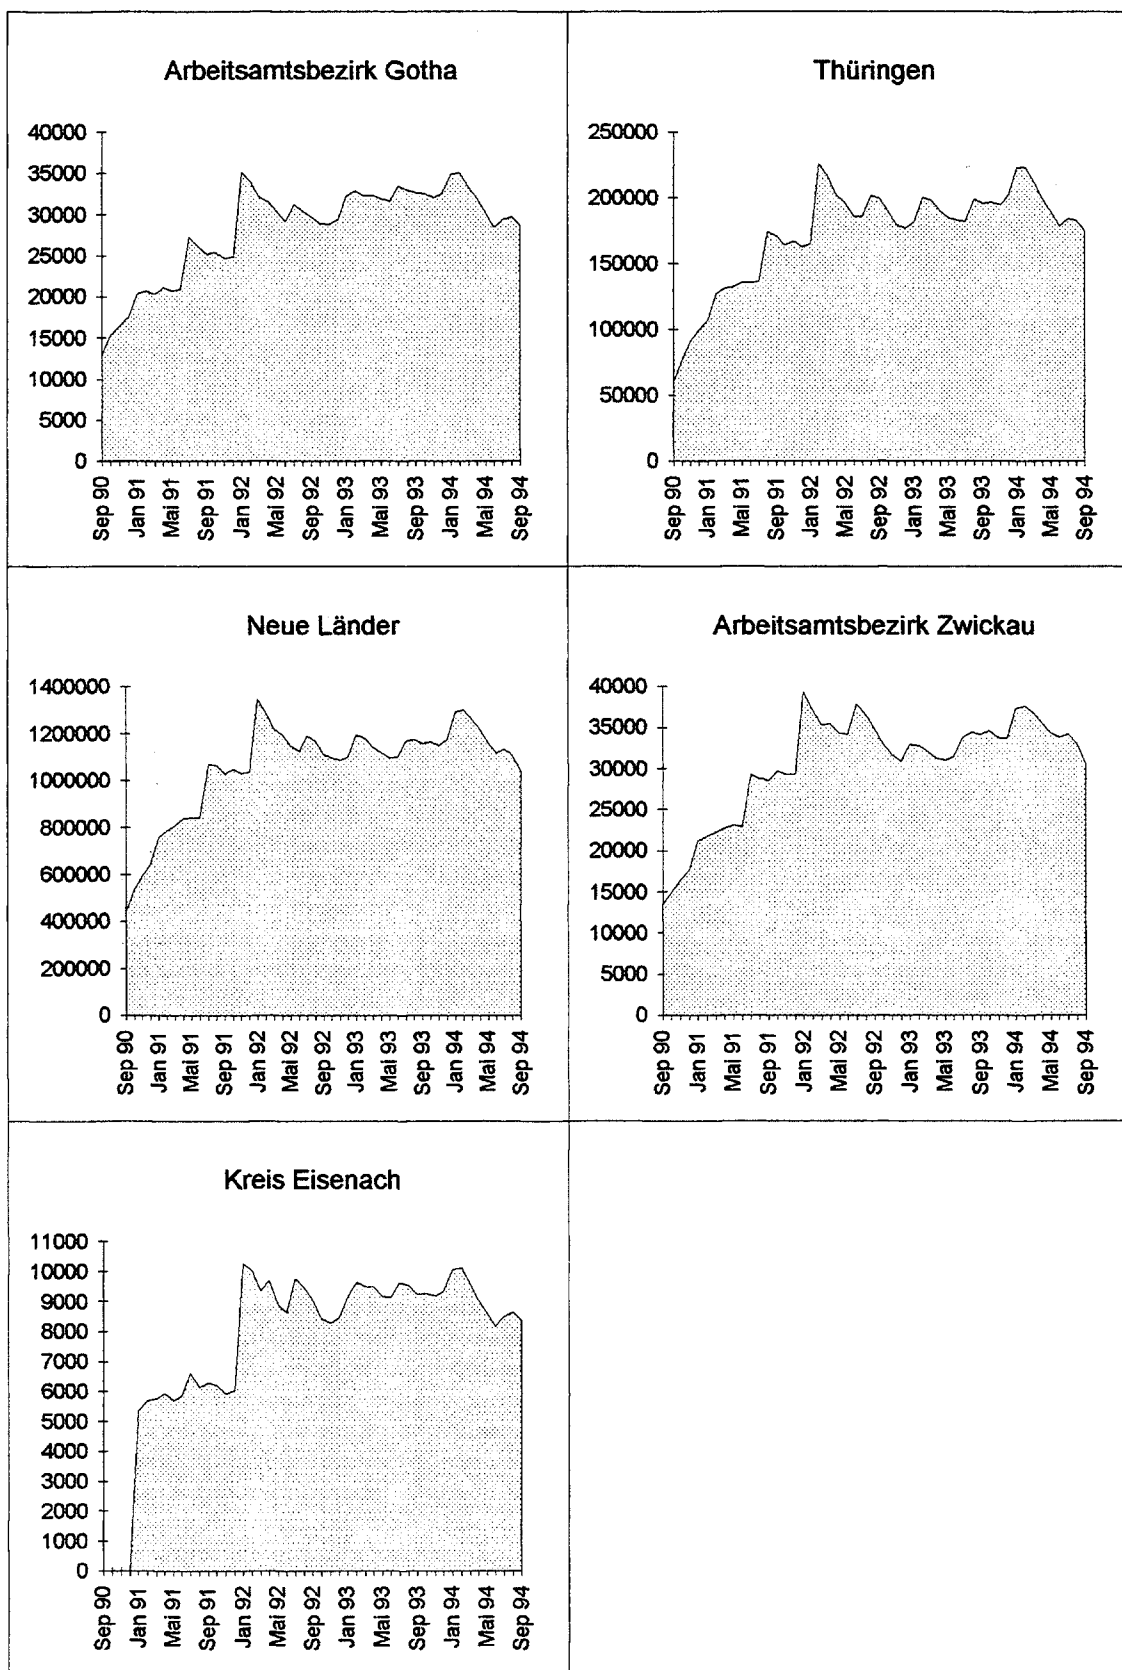 Arbeitsamtsbezirk Gotha
40000
35000
30000
25000
20000
15000
10000
5000
0
Sep 90
Jan 91
Mai 91
Sep 91
Jan 92
Mai 92
Sep 92
Jan 93
Mai 93
Sep 93
Jan 94
Mai 94
Sep 94
Thüringen
250000
200000
150000
100000
50000
0
Sep 90
Jan 91
Mai 91
Sep 91
Jan 92
Mai 92
Sep 92
Jan 93
Mai 93
Sep 93
Jan 94
Mai 94
Sep 94
Neue Länder
1400000
1200000
1000000
800000
600000
400000
200000
0
Sep 90
Jan 91
Mai 91
Sep 91
Jan 92
Mai 92
Sep 92
Jan 93
Mai 93
Sep 93
Jan 94
Mai 94
Sep 94
Arbeitsamtsbezirk Zwickau
40000
35000
30000
25000
20000
15000
10000
5000
0
Sep 90
Jan 91
Mai 91
Sep 91
Jan 92
Mai 92
Sep 92
Jan 93
Mai 93
Sep 93
Jan 94
Mai 94
Sep 94
Kreis Eisenach
11000
10000
9000
8000
7000
6000
5000
4000
3000
2000
1000
0
Sep 90
Jan 91
Mai 91
Sep 91
Jan 92
Mai 92
Sep 92
Jan 93
Mai 93
Sep 93
Jan 94
Mai 94
Sep 94